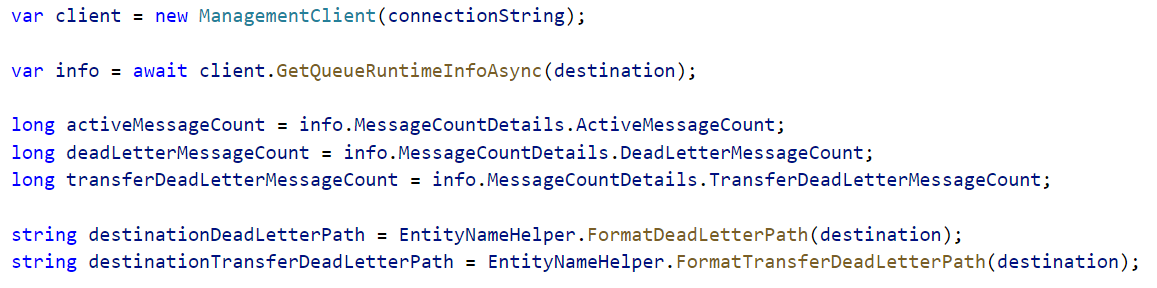 var client = new ManagementClient(connectionString);
var info = await client.GetQueueRuntimeInfoAsync(destination);
long activeMessageCount = info.MessageCountDetails.ActiveMessageCount;
long deadLetterMessageCount = info.MessageCountDetails.DeadLetterMessageCount;
long transferDeadLetterMessageCount = info.MessageCountDetails.TransferDeadLetterMessageCount;
string destinationDeadLetterPath = EntityNameHelper.FormatDeadLetterPath(destination);
string destinationTransferDeadLetterPath = EntityNameHelper.FormatTransferDeadLetterPath(destination);